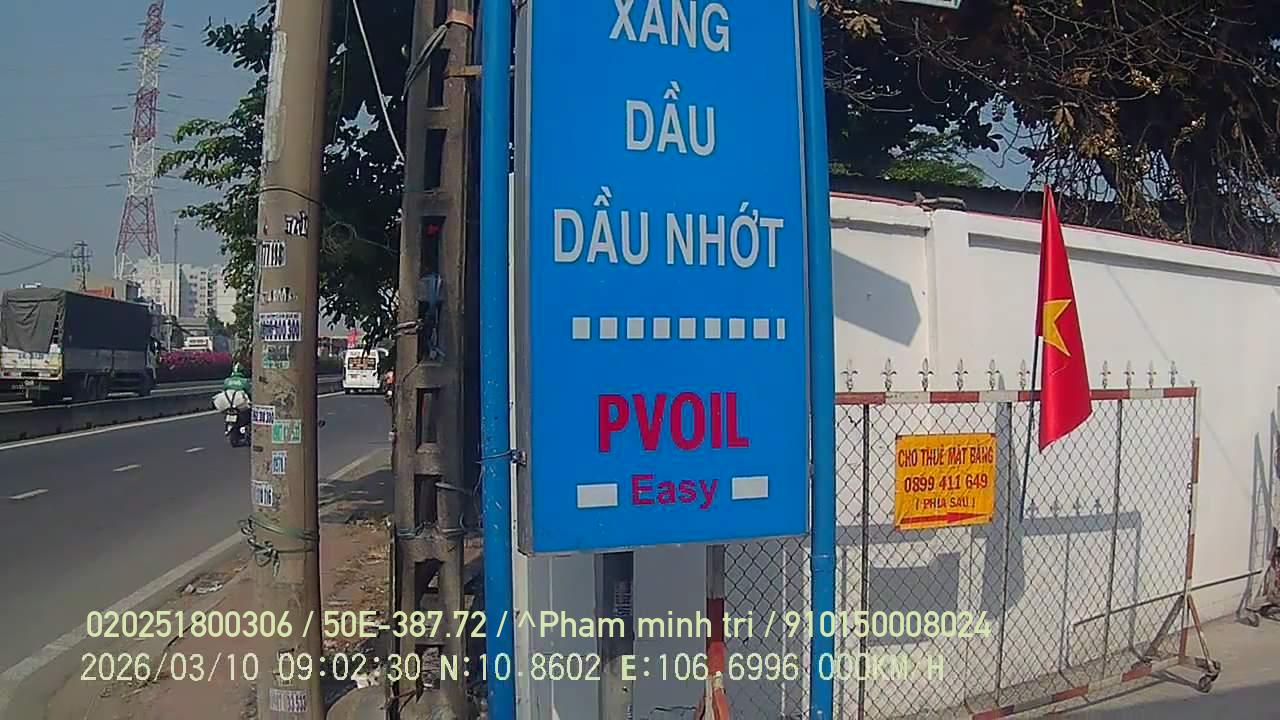 XĂNG
DẦU
DẦU NHỚT
PVOIL
Easy
CHO THUÊ MẶT BẰNG
0899 411 649
( PHÍA SAU )
020251800306 / 50E-387.72 / ^Pham minh tri / 910150008024
2026/03/10 09:02:30 N:10.8602 E:106.6996 000KM/H